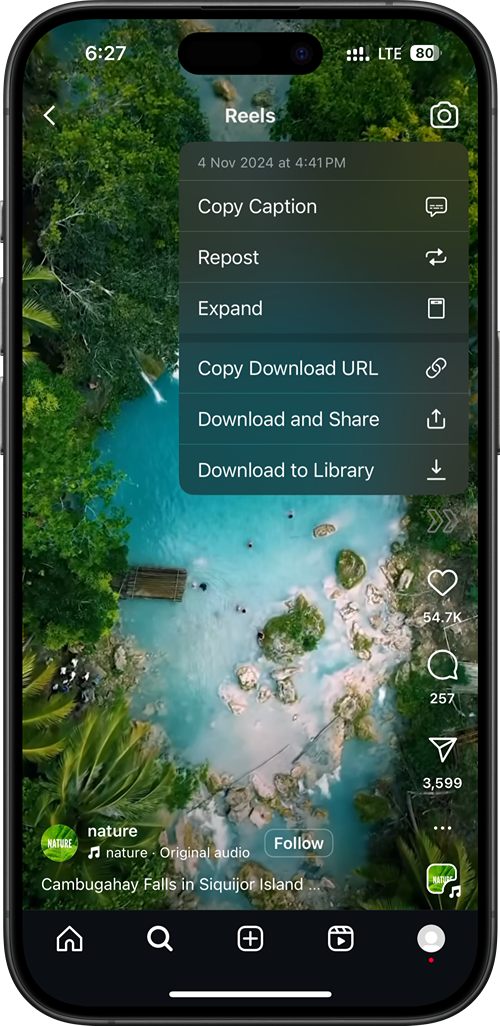 6:27
LTE
80
Reels
4 Nov 2024 at 4:41 PM
Copy Caption
Repost
Expand
Copy Download URL
Download and Share
Download to Library
54.7K
257
3,599
NATURE
nature
nature · Original audio
Follow
Cambugahay Falls in Siquijor Island ...
NATURE